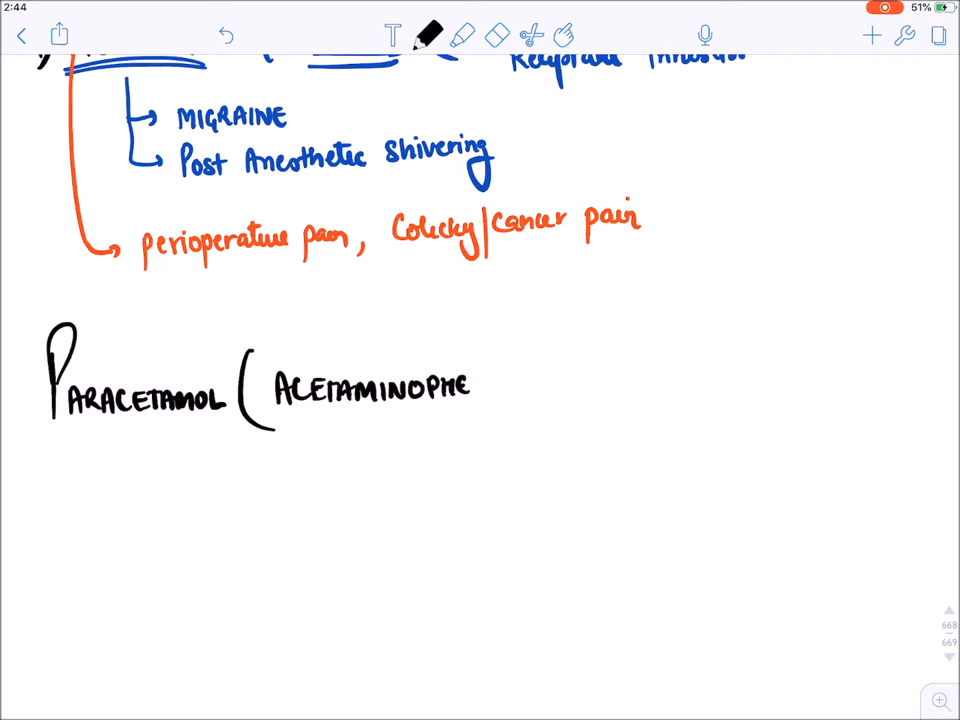 2:44
51%
T
MIGRAINE
Post Anesthetic Shivering
perioperative pain, Colicky/Cancer pain
PARACETAMOL ( ACETAMINOPHE
668
669